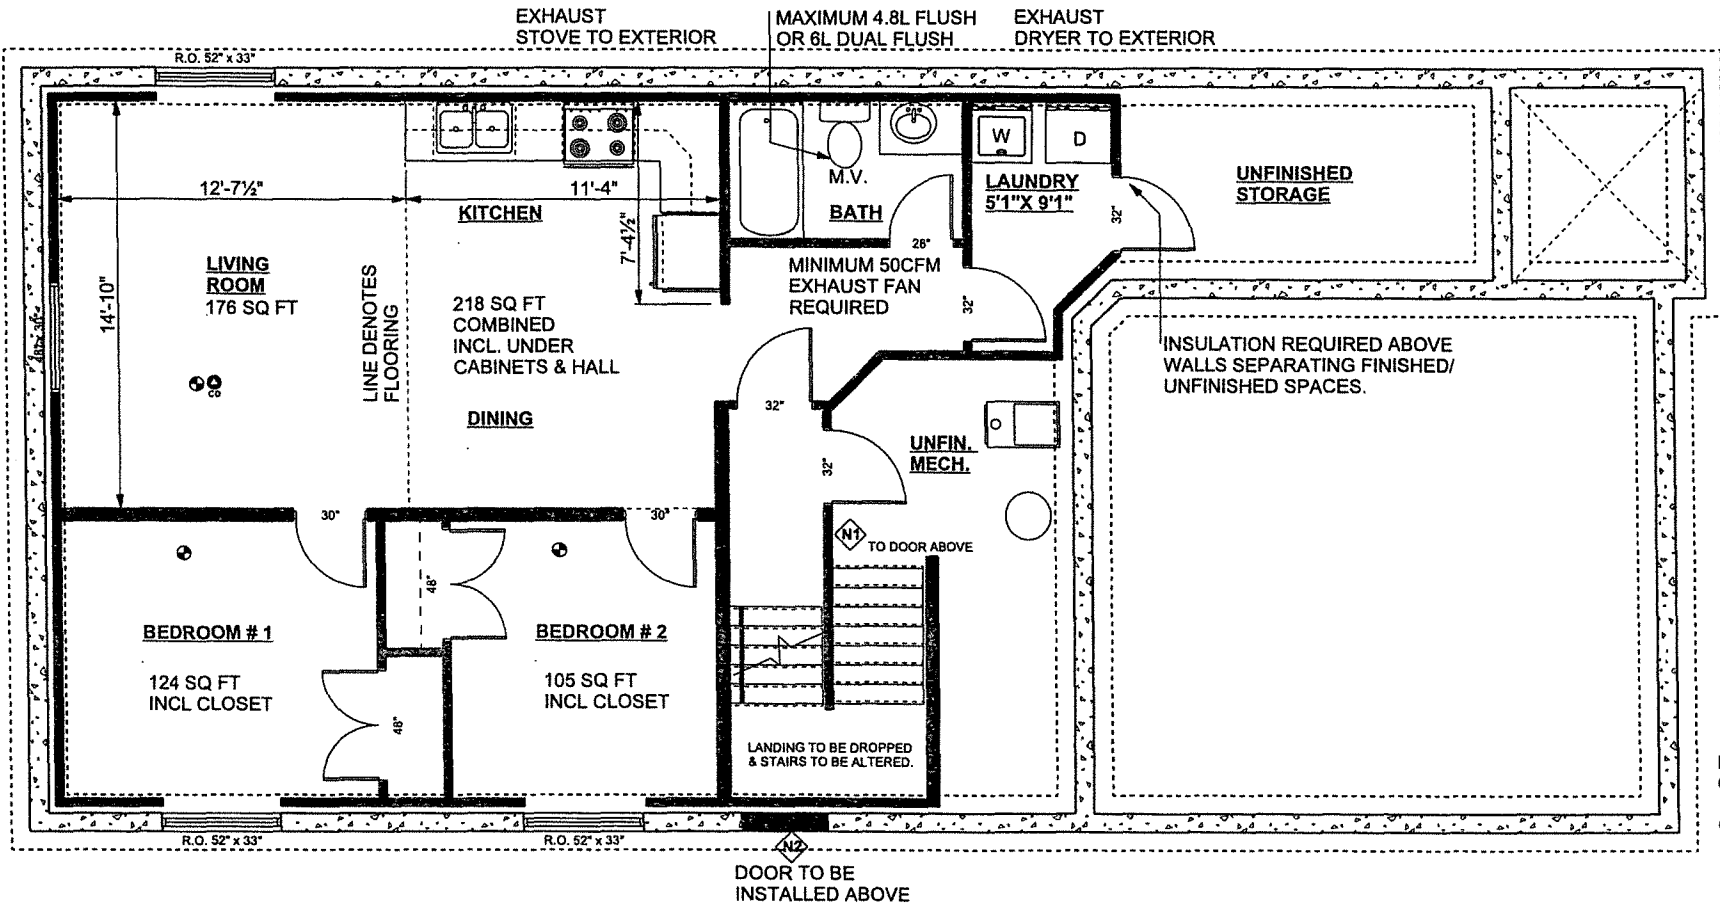 EXHAUST
STOVE TO EXTERIOR
MAXIMUM 4.8L FLUSH
OR 6L DUAL FLUSH
EXHAUST
DRYER TO EXTERIOR
R.O. 52" x 33"
W
D
12'-7½"
11'-4"
KITCHEN
7'-4½"
M.V.
BATH
28"
LAUNDRY
5'1"X 9'1"
32"
UNFINISHED
STORAGE
14'-10"
LIVING
ROOM
176 SQ FT
LINE DENOTES
FLOORING
218 SQ FT
COMBINED
INCL. UNDER
CABINETS & HALL
MINIMUM 50CFM
EXHAUST FAN
REQUIRED
32"
48" x 30"
INSULATION REQUIRED ABOVE
WALLS SEPARATING FINISHED/
UNFINISHED SPACES.
CO
DINING
32"
32"
UNFIN.
MECH.
30"
30"
N1
TO DOOR ABOVE
48"
BEDROOM # 1
124 SQ FT
INCL CLOSET
BEDROOM # 2
105 SQ FT
INCL CLOSET
48"
LANDING TO BE DROPPED
& STAIRS TO BE ALTERED.
R.O. 52" x 33"
R.O. 52" x 33"
N2
DOOR TO BE
INSTALLED ABOVE